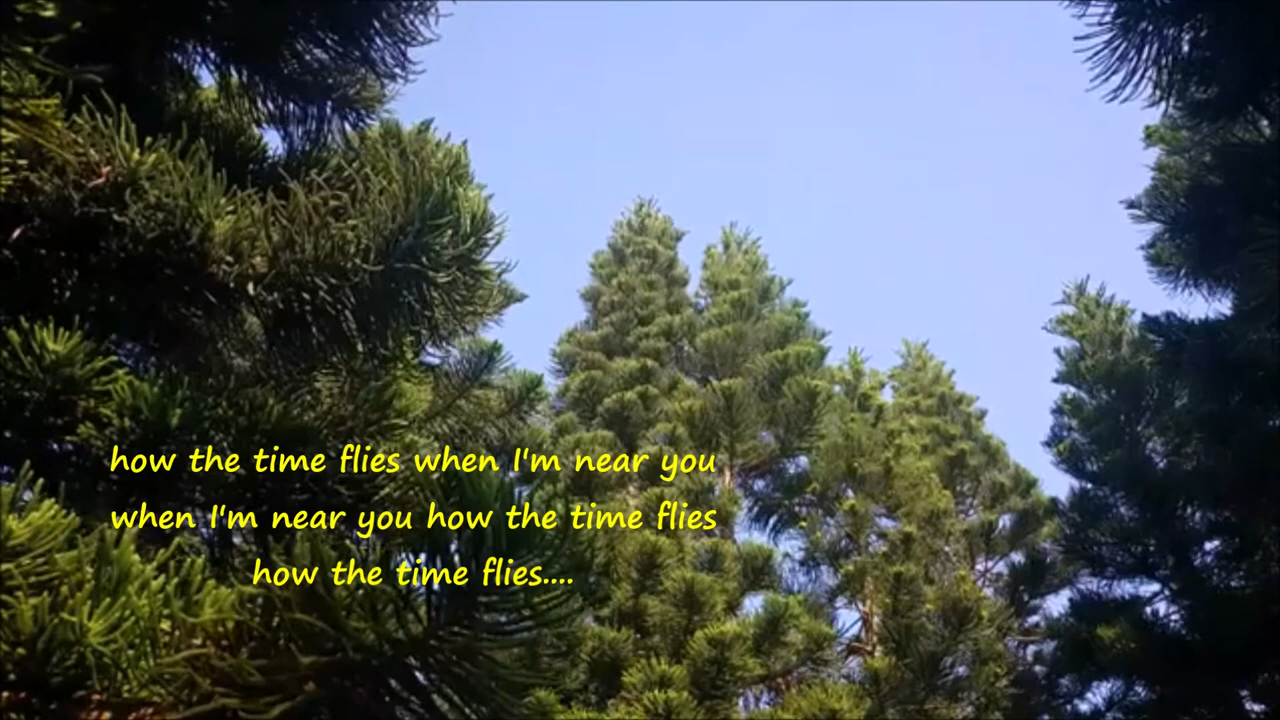 how the time flies when I'm near you
when I'm near you how the time flies
how the time flies....